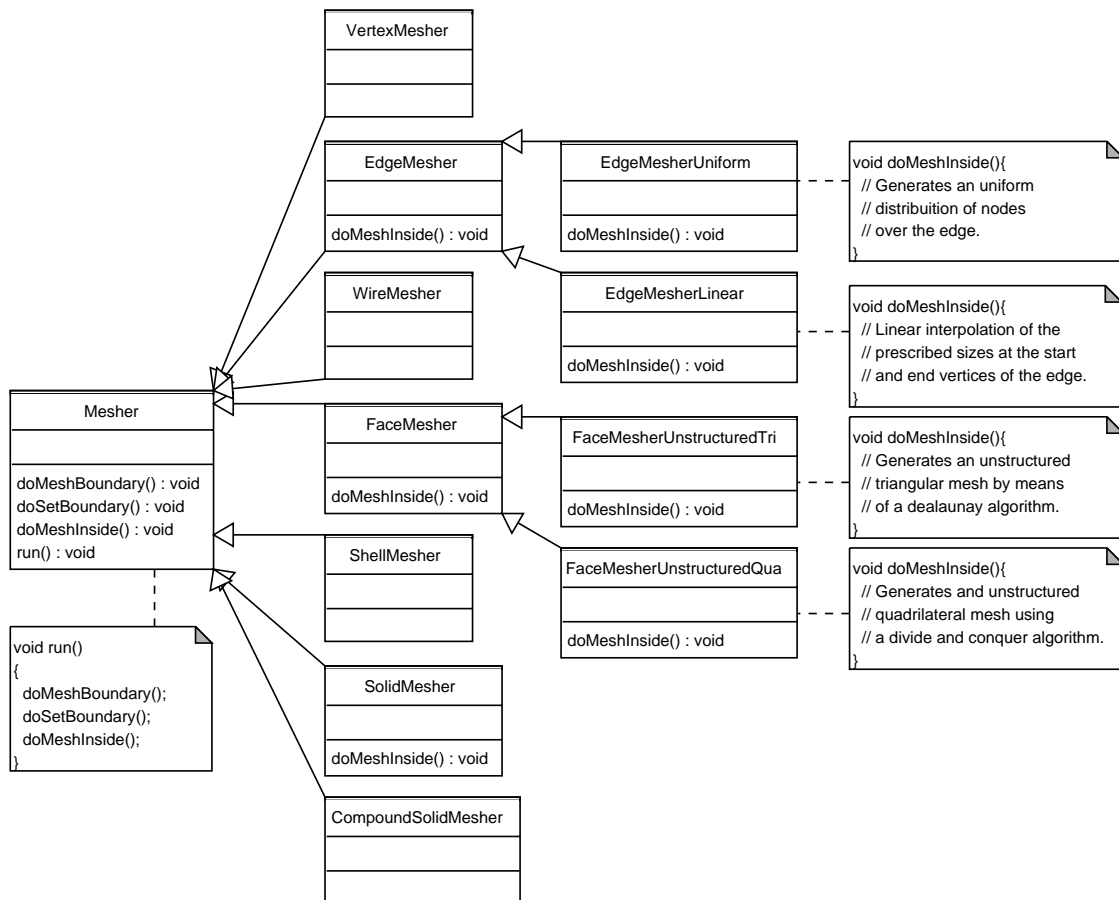 VertexMesher
EdgeMesher
doMeshInside() : void
EdgeMesherUniform
doMeshInside() : void
void doMeshInside(){
// Generates an uniform
// distribuition of nodes
// over the edge.
}
WireMesher
EdgeMesherLinear
doMeshInside() : void
void doMeshInside(){
// Linear interpolation of the
// prescribed sizes at the start
// and end vertices of the edge.
}
Mesher
doMeshBoundary() : void
doSetBoundary() : void
doMeshInside() : void
run() : void
FaceMesher
doMeshInside() : void
FaceMesherUnstructuredTri
doMeshInside() : void
void doMeshInside(){
// Generates an unstructured
// triangular mesh by means
// of a dealaunay algorithm.
}
ShellMesher
FaceMesherUnstructuredQua
doMeshInside() : void
void doMeshInside(){
// Generates and unstructured
// quadrilateral mesh using
// a divide and conquer algorithm.
}
void run()
{
doMeshBoundary();
doSetBoundary();
doMeshInside();
}
SolidMesher
doMeshInside() : void
CompoundSolidMesher